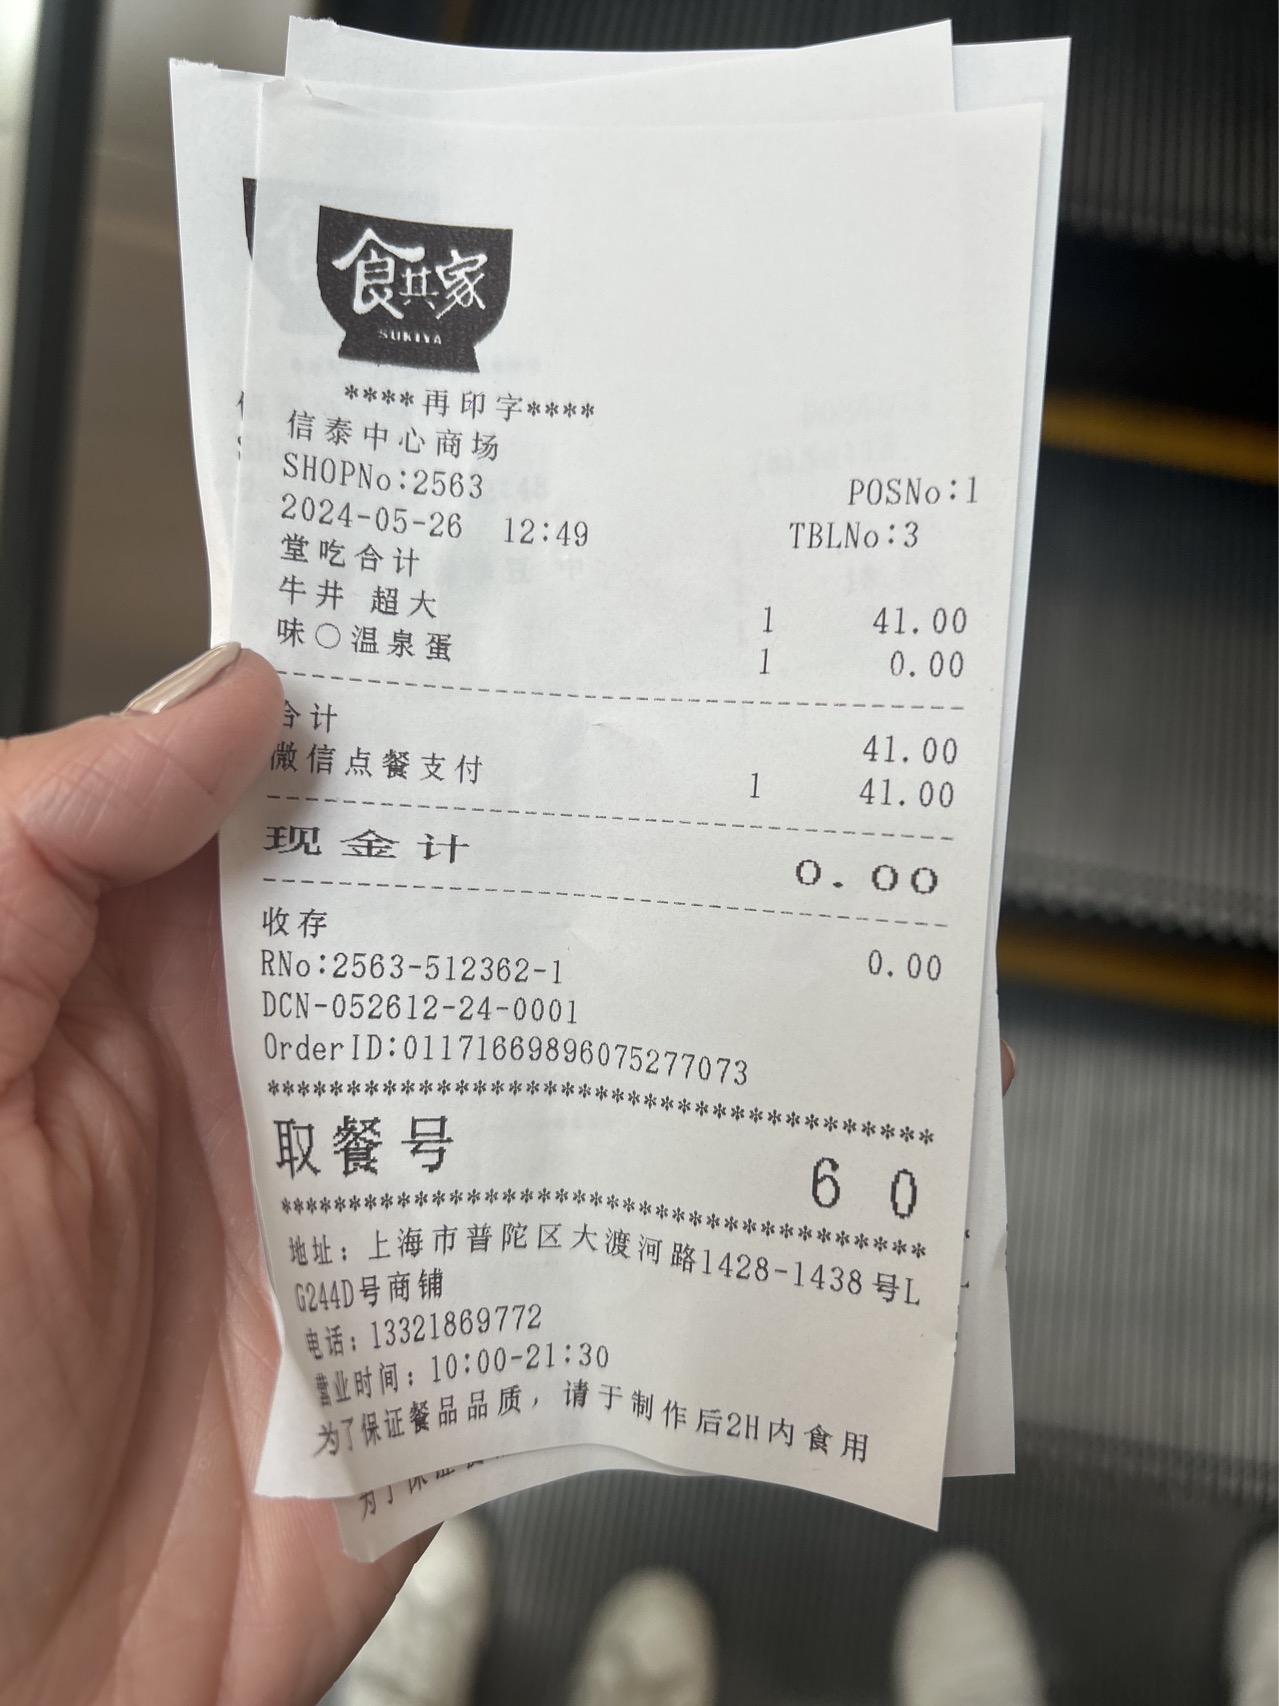 食其家
SUKIYA
****再印字****
信泰中心商场
SHOPNo:2563 POSNo:1
2024-05-26 12:49 TBLNo:3
堂吃合计
牛井 超大 1 41.00
味○温泉蛋 1 0.00
合计 41.00
微信点餐支付 1 41.00
现金计 0.00
收存 0.00
RNo:2563-512362-1
DCN-052612-24-0001
OrderID:01171669896075277073
取餐号 60
地址：上海市普陀区大渡河路1428-1438号L
G244D号商铺
电话：13321869772
营业时间：10:00-21:30
为了保证餐品品质，请于制作后2H内食用
为了保证